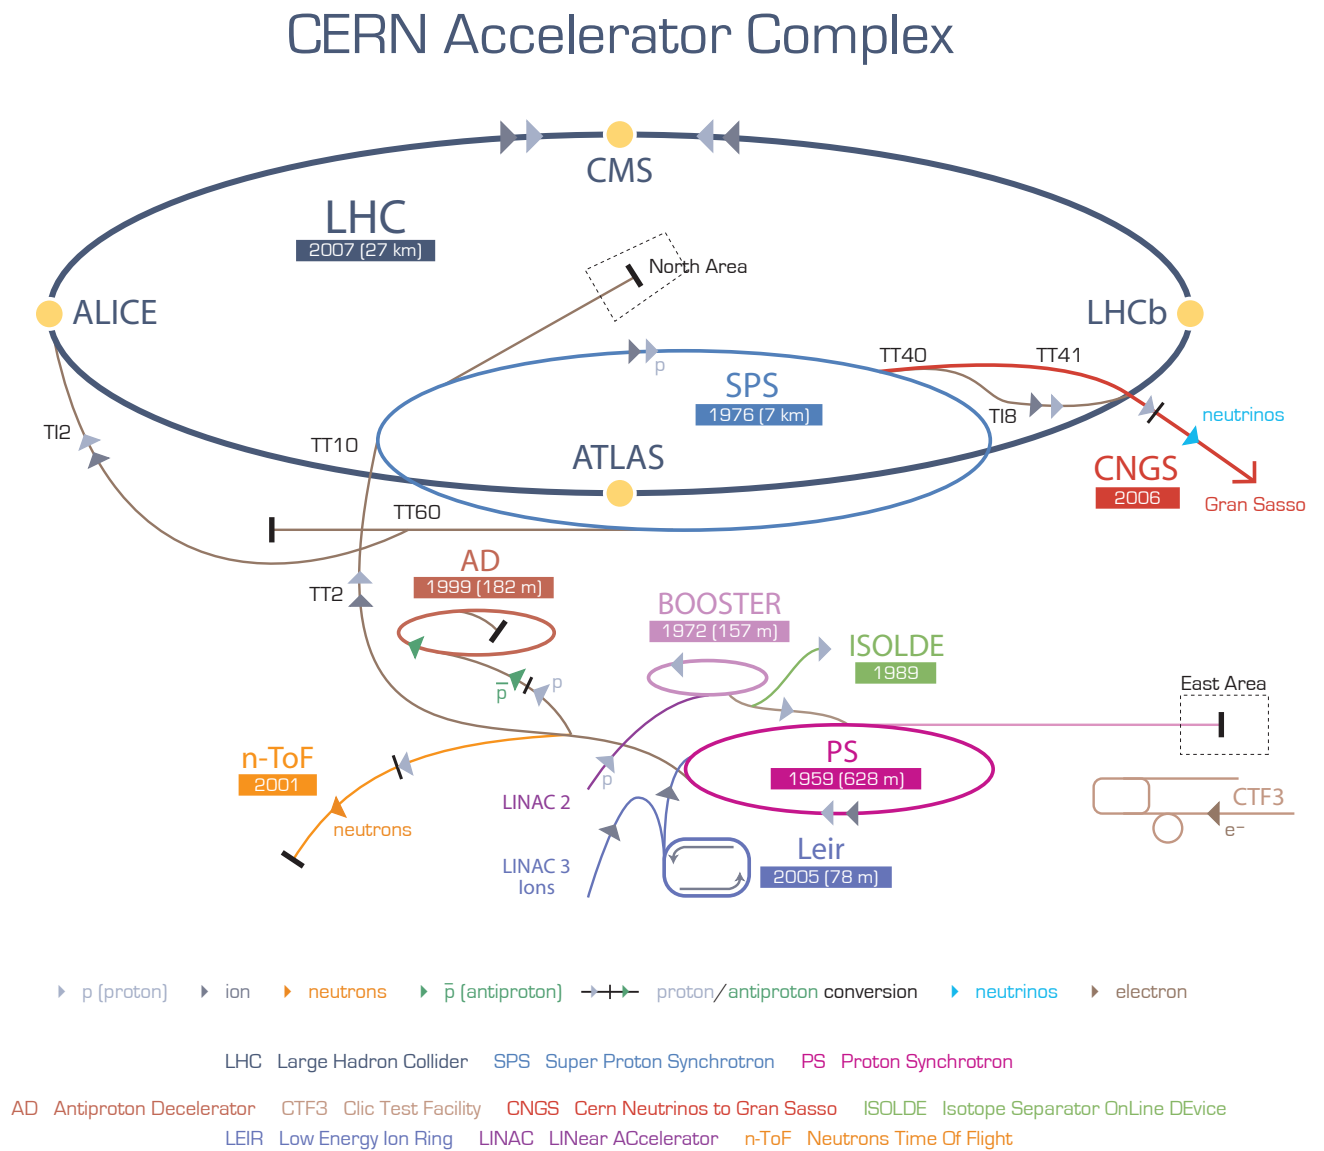 CERN Accelerator Complex
CMS
LHC
2007 (27 km)
North Area
ALICE
LHCb
p
TT40
TT41
SPS
1976 (7 km)
TI8
neutrinos
TI2
TT10
ATLAS
CNGS
2006
Gran Sasso
TT60
AD
1999 (182 m)
TT2
BOOSTER
1972 (157 m)
ISOLDE
1989
p̅
p
East Area
n-ToF
2001
PS
1959 (628 m)
p
LINAC 2
neutrons
CTF3
e–
LINAC 3
Ions
Leir
2005 (78 m)
p (proton) ion neutrons p̅ (antiproton) proton/antiproton conversion neutrinos electron
LHC Large Hadron Collider SPS Super Proton Synchrotron PS Proton Synchrotron
AD Antiproton Decelerator CTF3 Clic Test Facility CNGS Cern Neutrinos to Gran Sasso ISOLDE Isotope Separator OnLine DEvice
LEIR Low Energy Ion Ring LINAC LINear ACcelerator n-ToF Neutrons Time Of Flight